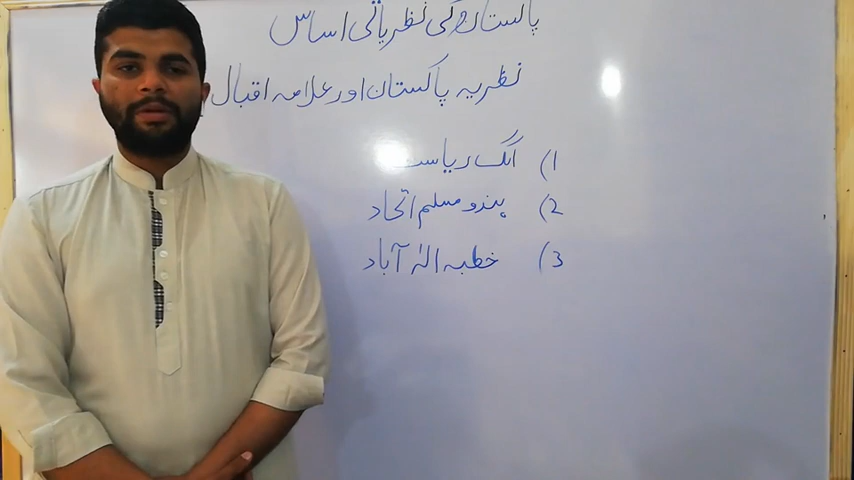 پاکستان کی نظریاتی اساس
نظریہ پاکستان اور علامہ اقبال
1) الگ ریاست
2) ہندو مسلم اتحاد
3) خطبہ الہٰ آباد